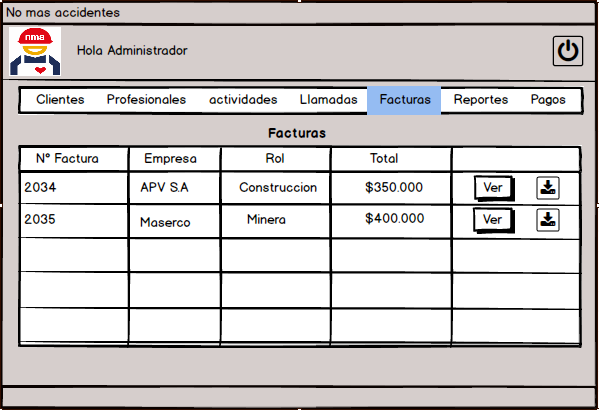 No mas accidentes
nma
Hola Administrador
Clientes Profesionales actividades Llamadas Facturas Reportes Pagos
Facturas
N° Factura Empresa Rol Total
2034 APV S.A Construccion $350.000 Ver
2035 Maserco Minera $400.000 Ver